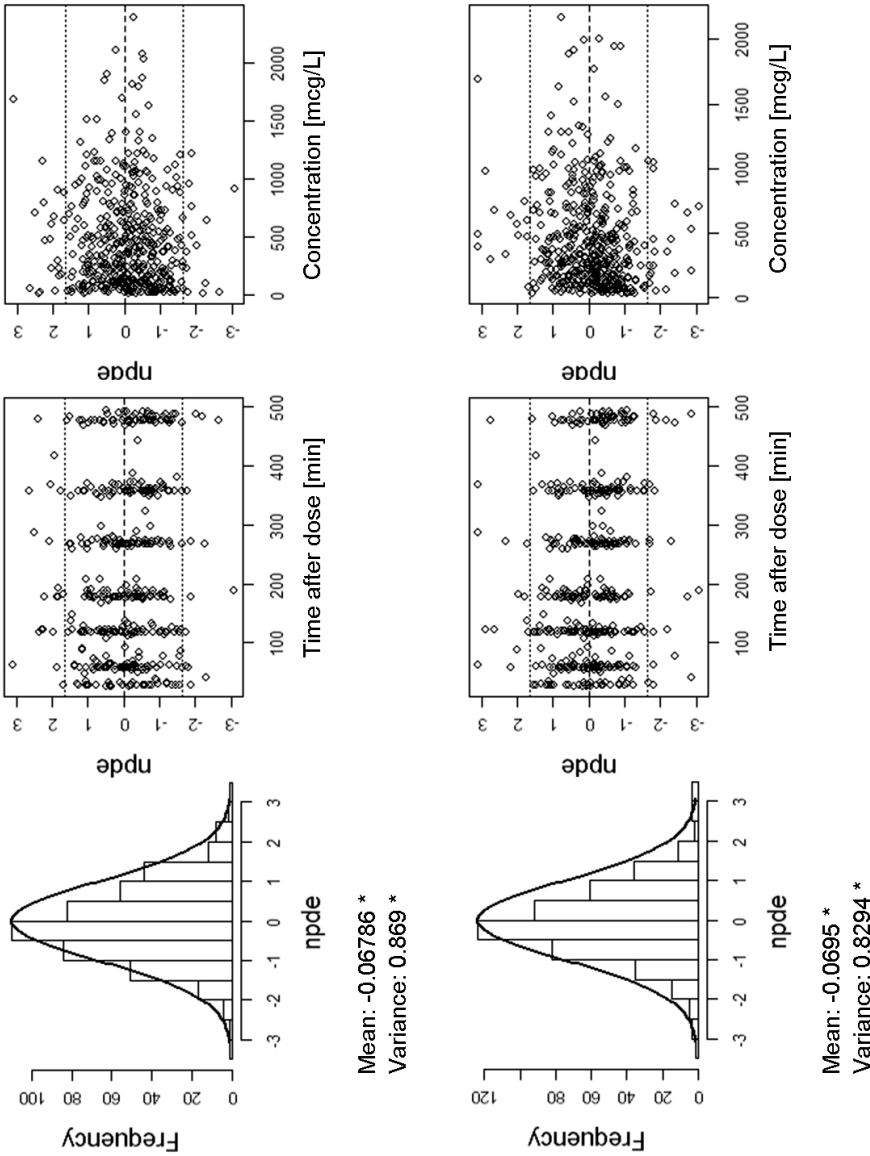 Frequency
0 20 40 60 80 100
-3 -2 -1 0 1 2 3
npde
Mean: -0.06786 *
Variance: 0.869 *
npde
-3 -2 -1 0 1 2 3
100 200 300 400 500
Time after dose [min]
npde
-3 -2 -1 0 1 2 3
0 500 1000 1500 2000
Concentration [mcg/L]
Frequency
0 20 40 60 80 120
-3 -2 -1 0 1 2 3
npde
Mean: -0.0695 *
Variance: 0.8294 *
npde
-3 -2 -1 0 1 2 3
100 200 300 400 500
Time after dose [min]
npde
-3 -2 -1 0 1 2 3
0 500 1000 1500 2000
Concentration [mcg/L]